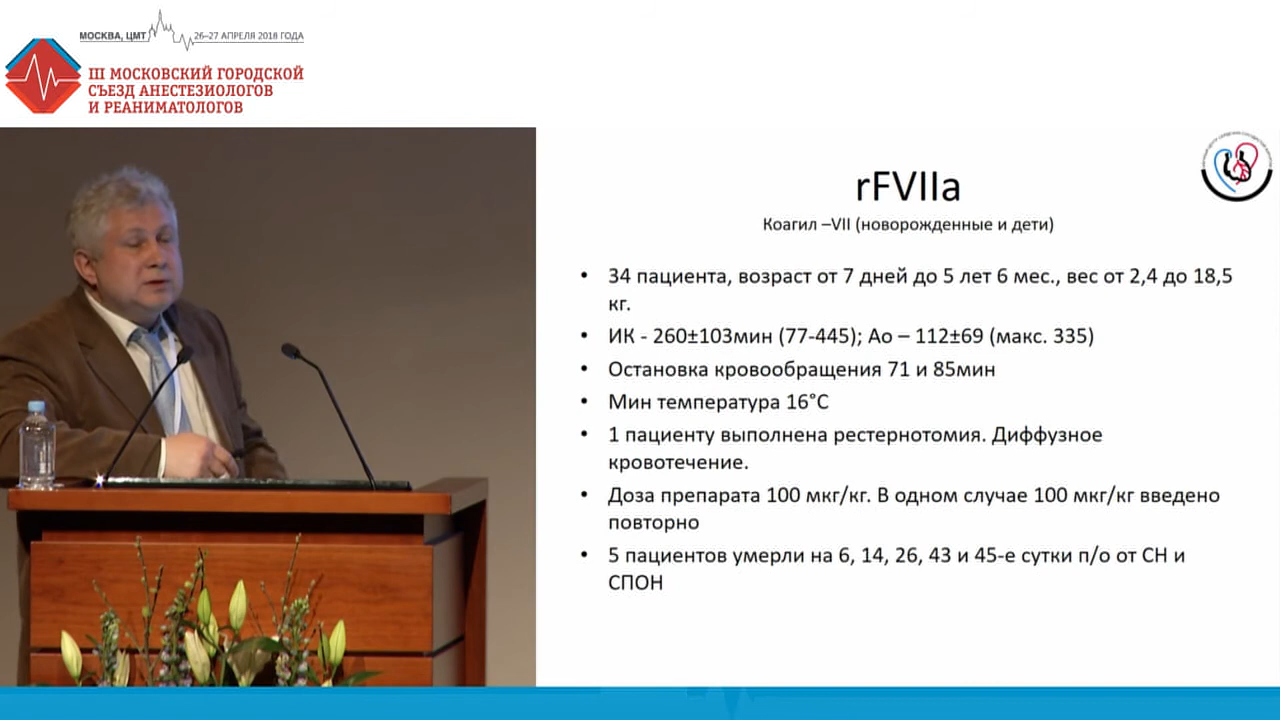 МОСКВА, ЦМТ 26–27 АПРЕЛЯ 2018 ГОДА
III МОСКОВСКИЙ ГОРОДСКОЙ
СЪЕЗД АНЕСТЕЗИОЛОГОВ
И РЕАНИМАТОЛОГОВ
rFVIIa
Коагил –VII (новорожденные и дети)
• 34 пациента, возраст от 7 дней до 5 лет 6 мес., вес от 2,4 до 18,5
кг.
• ИК - 260±103мин (77-445); Ао – 112±69 (макс. 335)
• Остановка кровообращения 71 и 85мин
• Мин температура 16°С
• 1 пациенту выполнена рестернотомия. Диффузное
кровотечение.
• Доза препарата 100 мкг/кг. В одном случае 100 мкг/кг введено
повторно
• 5 пациентов умерли на 6, 14, 26, 43 и 45-е сутки п/о от СН и
СПОН